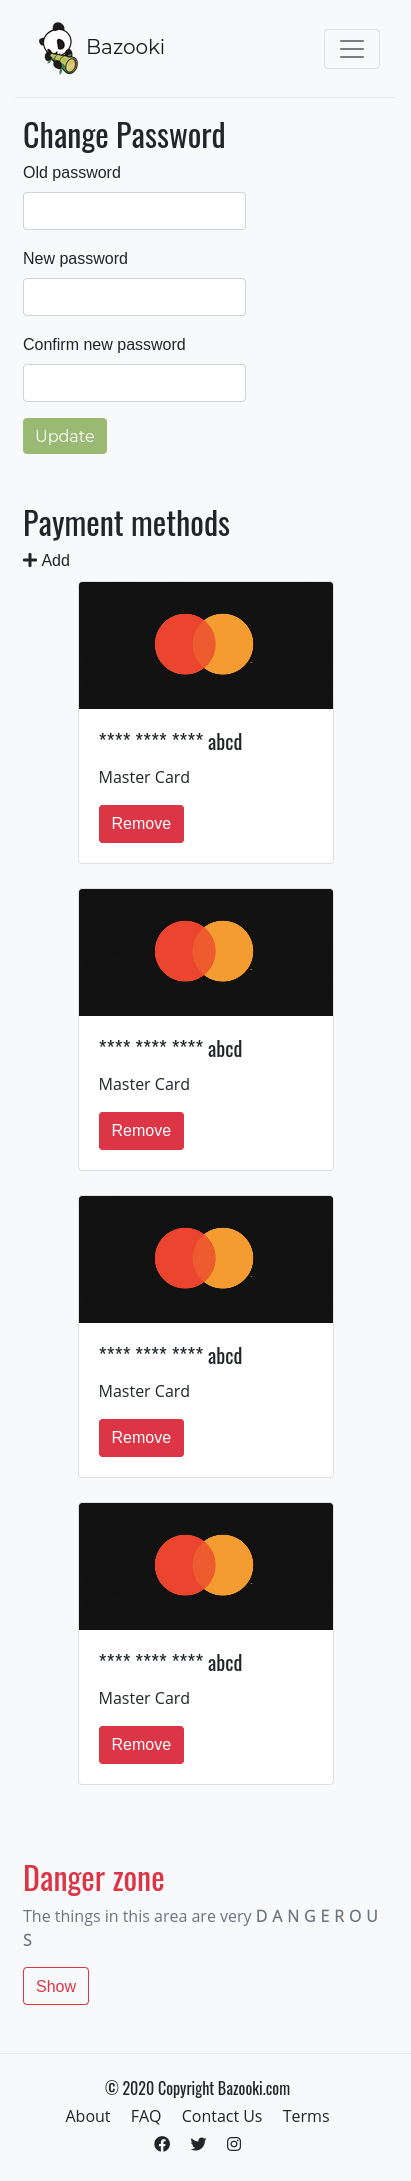 Bazooki
Change Password
Old password
New password
Confirm new password
Update
Payment methods
Add
**** **** **** abcd
Master Card
Remove
**** **** **** abcd
Master Card
Remove
**** **** **** abcd
Master Card
Remove
**** **** **** abcd
Master Card
Remove
Danger zone
The things in this area are very D A N G E R O U
S
Show
© 2020 Copyright Bazooki.com
About FAQ Contact Us Terms